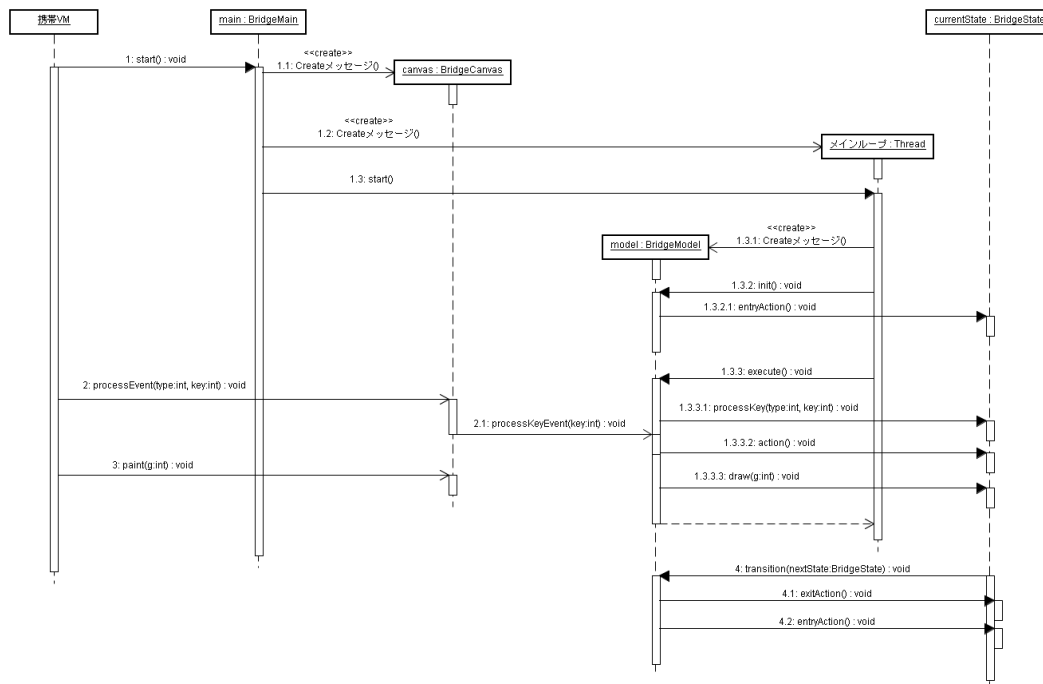 携帯VM
main : BridgeMain
currentState : BridgeState
1: start() : void
<<create>>
1.1: Createメッセージ()
canvas : BridgeCanvas
<<create>>
1.2: Createメッセージ()
メインループ : Thread
1.3: start()
<<create>>
1.3.1: Createメッセージ()
model : BridgeModel
1.3.2: init() : void
1.3.2.1: entryAction() : void
1.3.3: execute() : void
2: processEvent(type:int, key:int) : void
1.3.3.1: processKey(type:int, key:int) : void
2.1: processKeyEvent(key:int) : void
1.3.3.2: action() : void
3: paint(g:int) : void
1.3.3.3: draw(g:int) : void
4: transition(nextState:BridgeState) : void
4.1: exitAction() : void
4.2: entryAction() : void